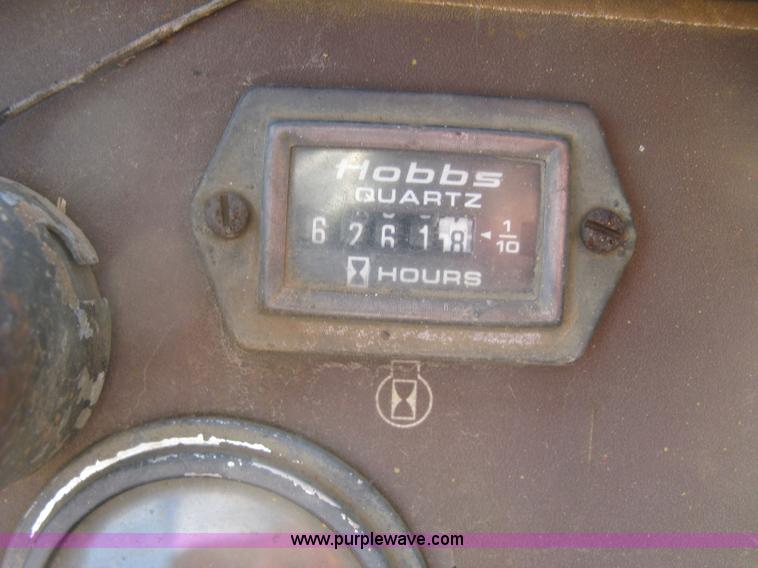 Hobbs
QUARTZ
6 2 6 1 8 ◄ 1/10
HOURS
www.purplewave.com